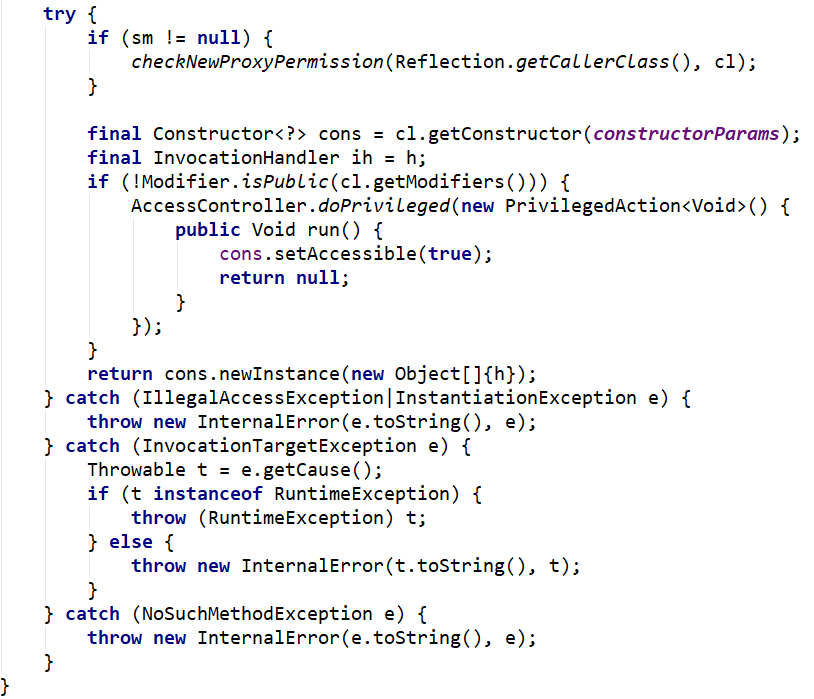 try {
    if (sm != null) {
        checkNewProxyPermission(Reflection.getCallerClass(), cl);
    }

    final Constructor<?> cons = cl.getConstructor(constructorParams);
    final InvocationHandler ih = h;
    if (!Modifier.isPublic(cl.getModifiers())) {
        AccessController.doPrivileged(new PrivilegedAction<Void>() {
            public Void run() {
                cons.setAccessible(true);
                return null;
            }
        });
    }
    return cons.newInstance(new Object[]{h});
} catch (IllegalAccessException|InstantiationException e) {
    throw new InternalError(e.toString(), e);
} catch (InvocationTargetException e) {
    Throwable t = e.getCause();
    if (t instanceof RuntimeException) {
        throw (RuntimeException) t;
    } else {
        throw new InternalError(t.toString(), t);
    }
} catch (NoSuchMethodException e) {
    throw new InternalError(e.toString(), e);
}
}